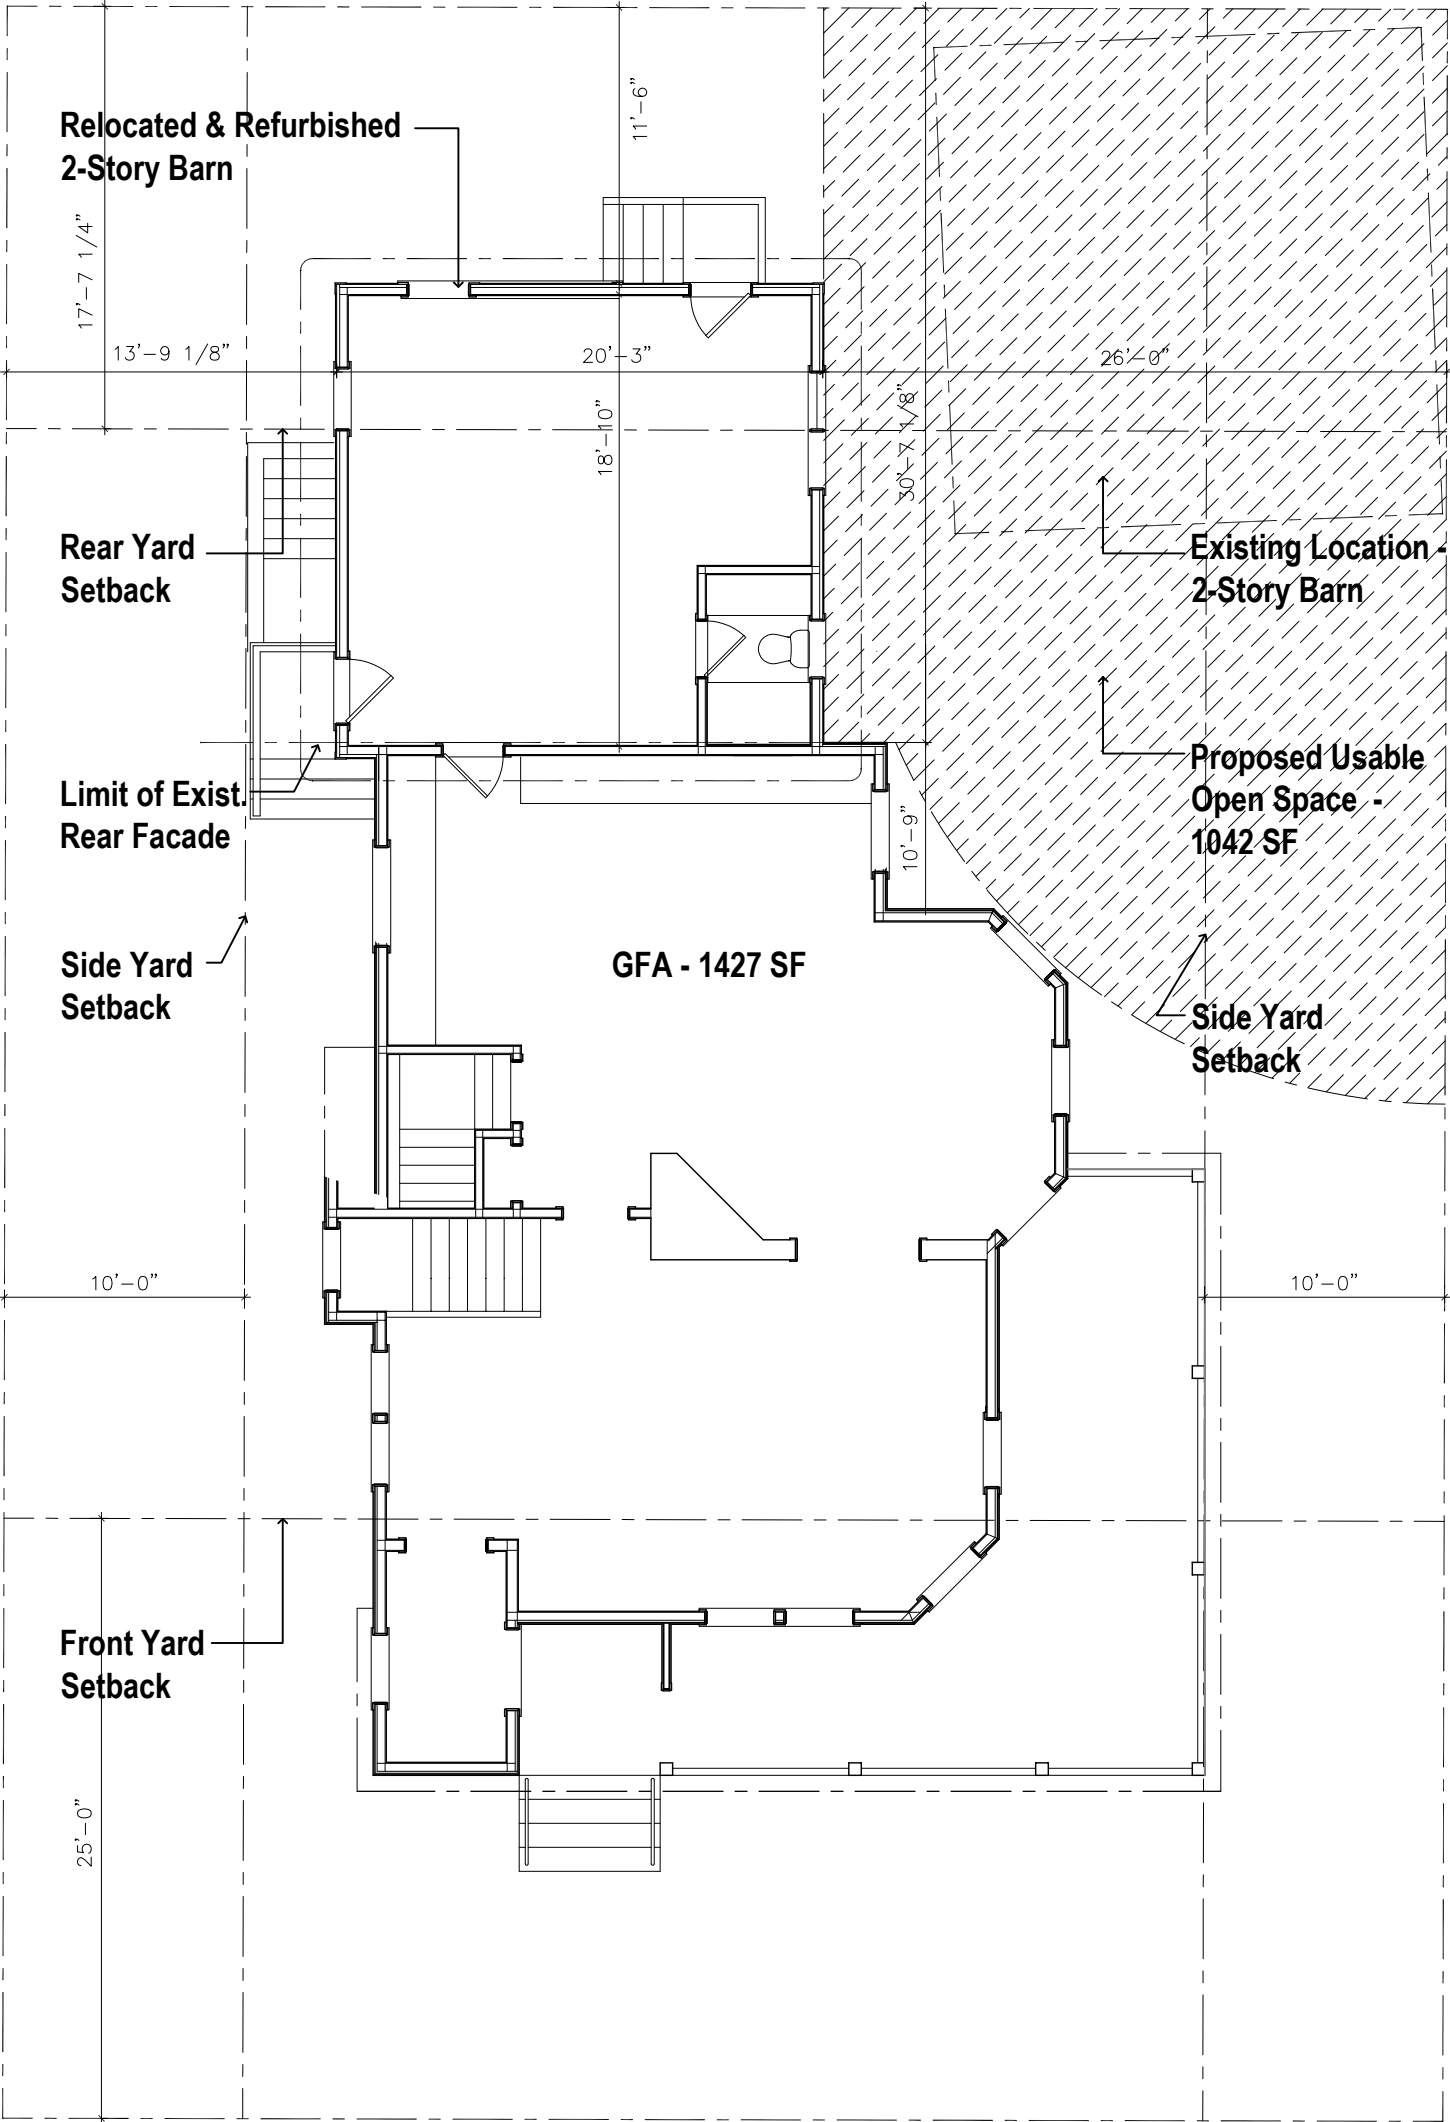 11'-6"
Relocated & Refurbished
2-Story Barn
17'-7 1/4"
13'-9 1/8"
20'-3"
26'-0"
18'-10"
30'-7 1/8"
Rear Yard
Setback
Existing Location -
2-Story Barn
Limit of Exist.
Rear Facade
10'-9"
Proposed Usable
Open Space -
1042 SF
Side Yard
Setback
GFA - 1427 SF
Side Yard
Setback
10'-0"
10'-0"
Front Yard
Setback
25'-0"